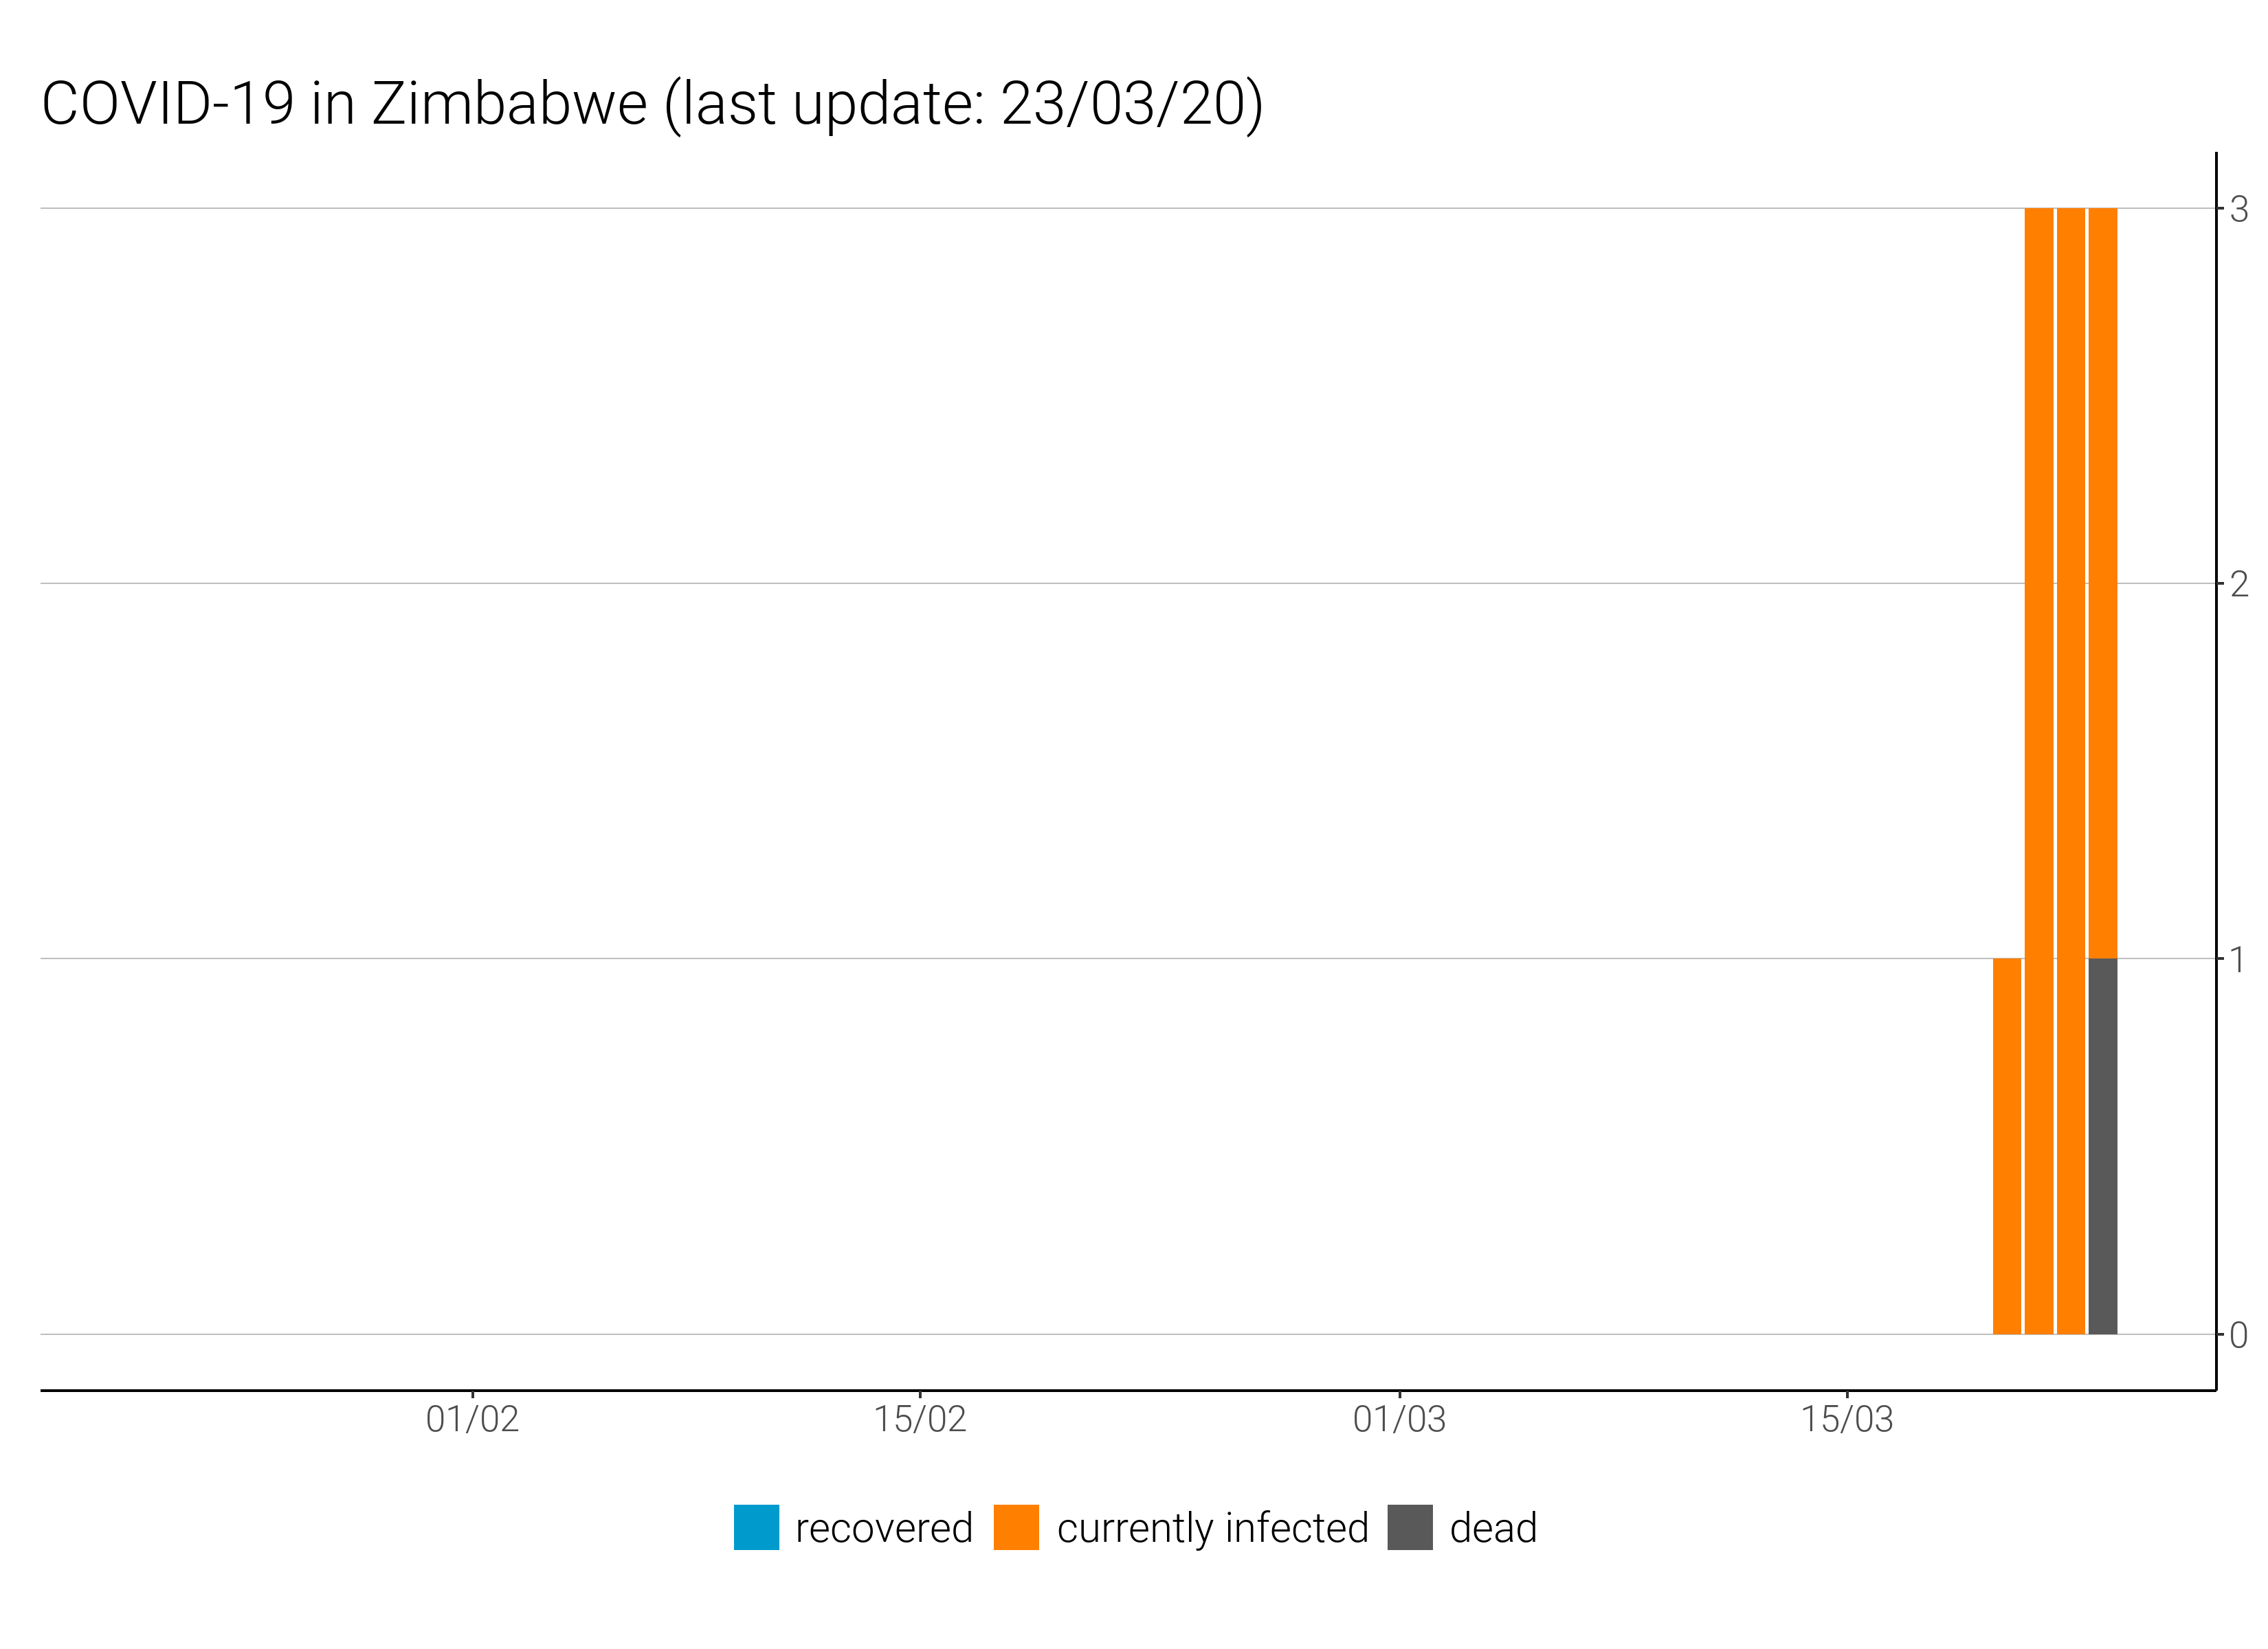 COVID-19 in Zimbabwe (last update: 23/03/20)
3
2
1
0
01/02 15/02 01/03 15/03
recovered currently infected dead